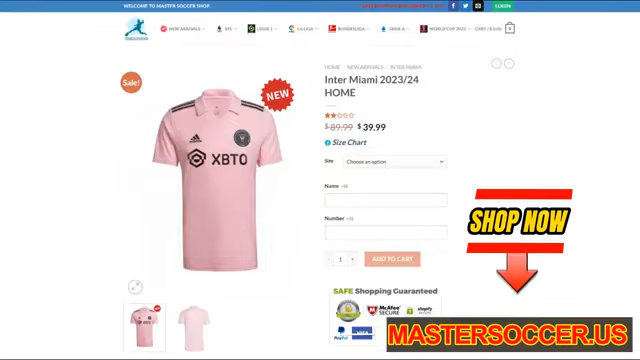 WELCOME TO MASTER SOCCER SHOP
LOGIN
NEW ARRIVALS
EPL
LIGUE 1
LA LIGA
BUNDESLIGA
SERIE A
WORLD CUP 2022
CART / $ 0.00
0
HOME / NEW ARRIVALS / INTER MIAMI
Sale!
NEW
Inter Miami 2023/24
HOME
$ 89.99 $ 39.99
Size Chart
XBTO
Size
Choose an option
Name
Number
- 1 +
ADD TO CART
SHOP NOW
SAFE Shopping Guaranteed
McAfee
SECURE
shopify
SECURE
PayPal
VISA
MASTERSOCCER.US